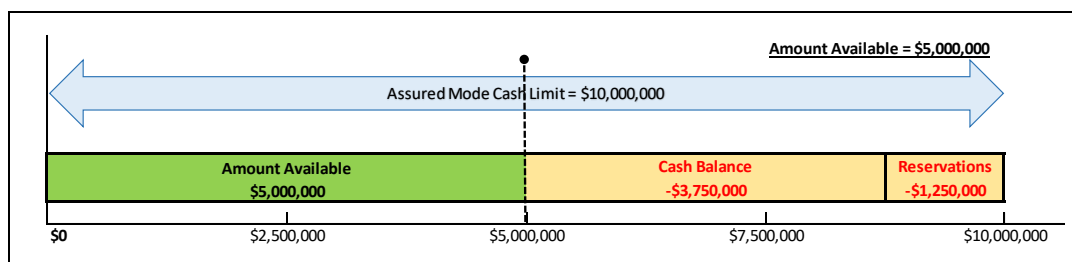 Amount Available = $5,000,000
Assured Mode Cash Limit = $10,000,000
Amount Available
$5,000,000
Cash Balance
-$3,750,000
Reservations
-$1,250,000
$0
$2,500,000
$5,000,000
$7,500,000
$10,000,000